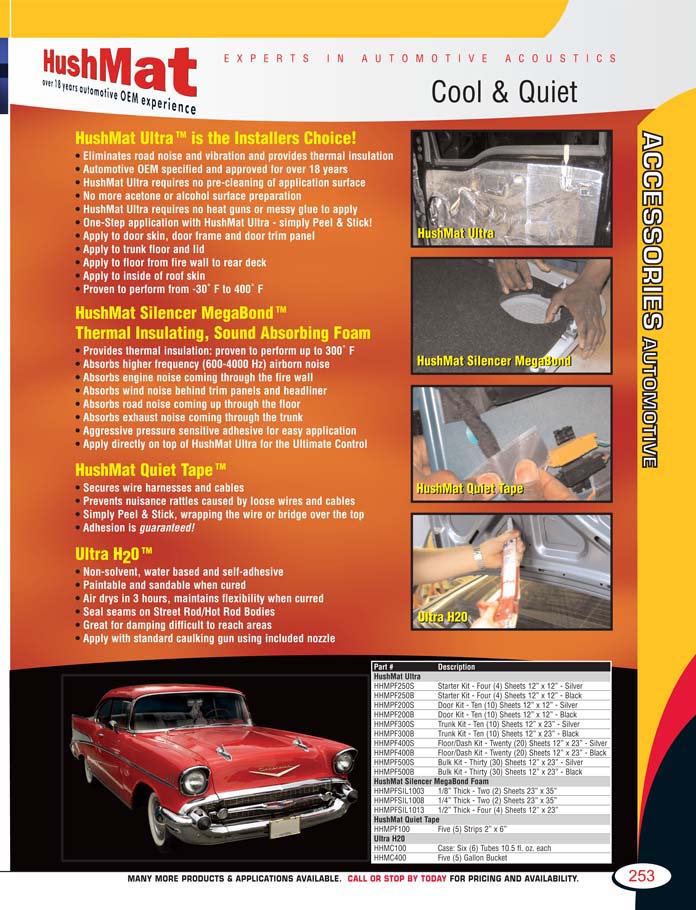 HushMat
over 18 years automotive OEM experience
EXPERTS IN AUTOMOTIVE ACOUSTICS
Cool & Quiet
HushMat Ultra™ is the Installers Choice!
• Eliminates road noise and vibration and provides thermal insulation
• Automotive OEM specified and approved for over 18 years
• HushMat Ultra requires no pre-cleaning of application surface
• No more acetone or alcohol surface preparation
• HushMat Ultra requires no heat guns or messy glue to apply
• One-Step application with HushMat Ultra - simply Peel & Stick!
• Apply to door skin, door frame and door trim panel
• Apply to trunk floor and lid
• Apply to floor from fire wall to rear deck
• Apply to inside of roof skin
• Proven to perform from -30˚ F to 400˚ F
HushMat Silencer MegaBond™
Thermal Insulating, Sound Absorbing Foam
• Provides thermal insulation: proven to perform up to 300˚ F
• Absorbs higher frequency (600-4000 Hz) airborn noise
• Absorbs engine noise coming through the fire wall
• Absorbs wind noise behind trim panels and headliner
• Absorbs road noise coming up through the floor
• Absorbs exhaust noise coming through the trunk
• Aggressive pressure sensitive adhesive for easy application
• Apply directly on top of HushMat Ultra for the Ultimate Control
HushMat Quiet Tape™
• Secures wire harnesses and cables
• Prevents nuisance rattles caused by loose wires and cables
• Simply Peel & Stick, wrapping the wire or bridge over the top
• Adhesion is guaranteed!
Ultra H2O™
• Non-solvent, water based and self-adhesive
• Paintable and sandable when cured
• Air drys in 3 hours, maintains flexibility when curred
• Seal seams on Street Rod/Hot Rod Bodies
• Great for damping difficult to reach areas
• Apply with standard caulking gun using included nozzle
HushMat Ultra
HushMat Silencer MegaBond
HushMat Quiet Tape
Ultra H20
ACCESSORIES AUTOMOTIVE
Part # Description
HushMat Ultra
HHMPF250S Starter Kit - Four (4) Sheets 12” x 12” - Silver
HHMPF250B Starter Kit - Four (4) Sheets 12” x 12” - Black
HHMPF200S Door Kit - Ten (10) Sheets 12” x 12” - Silver
HHMPF200B Door Kit - Ten (10) Sheets 12” x 12” - Black
HHMPF300S Trunk Kit - Ten (10) Sheets 12” x 23” - Silver
HHMPF300B Trunk Kit - Ten (10) Sheets 12” x 23” - Black
HHMPF400S Floor/Dash Kit - Twenty (20) Sheets 12” x 23” - Silver
HHMPF400B Floor/Dash Kit - Twenty (20) Sheets 12” x 23” - Black
HHMPF500S Bulk Kit - Thirty (30) Sheets 12” x 23” - Silver
HHMPF500B Bulk Kit - Thirty (30) Sheets 12” x 23” - Black
HushMat Silencer MegaBond Foam
HHMPFSIL1003 1/8” Thick - Two (2) Sheets 23” x 35”
HHMPFSIL1008 1/4” Thick - Two (2) Sheets 23” x 35”
HHMPFSIL1013 1/2” Thick - Four (4) Sheets 12” x 23”
HushMat Quiet Tape
HHMPF100 Five (5) Strips 2” x 6”
Ultra H20
HHMC100 Case: Six (6) Tubes 10.5 fl. oz. each
HHMC400 Five (5) Gallon Bucket
MANY MORE PRODUCTS & APPLICATIONS AVAILABLE. CALL OR STOP BY TODAY FOR PRICING AND AVAILABILITY.
253